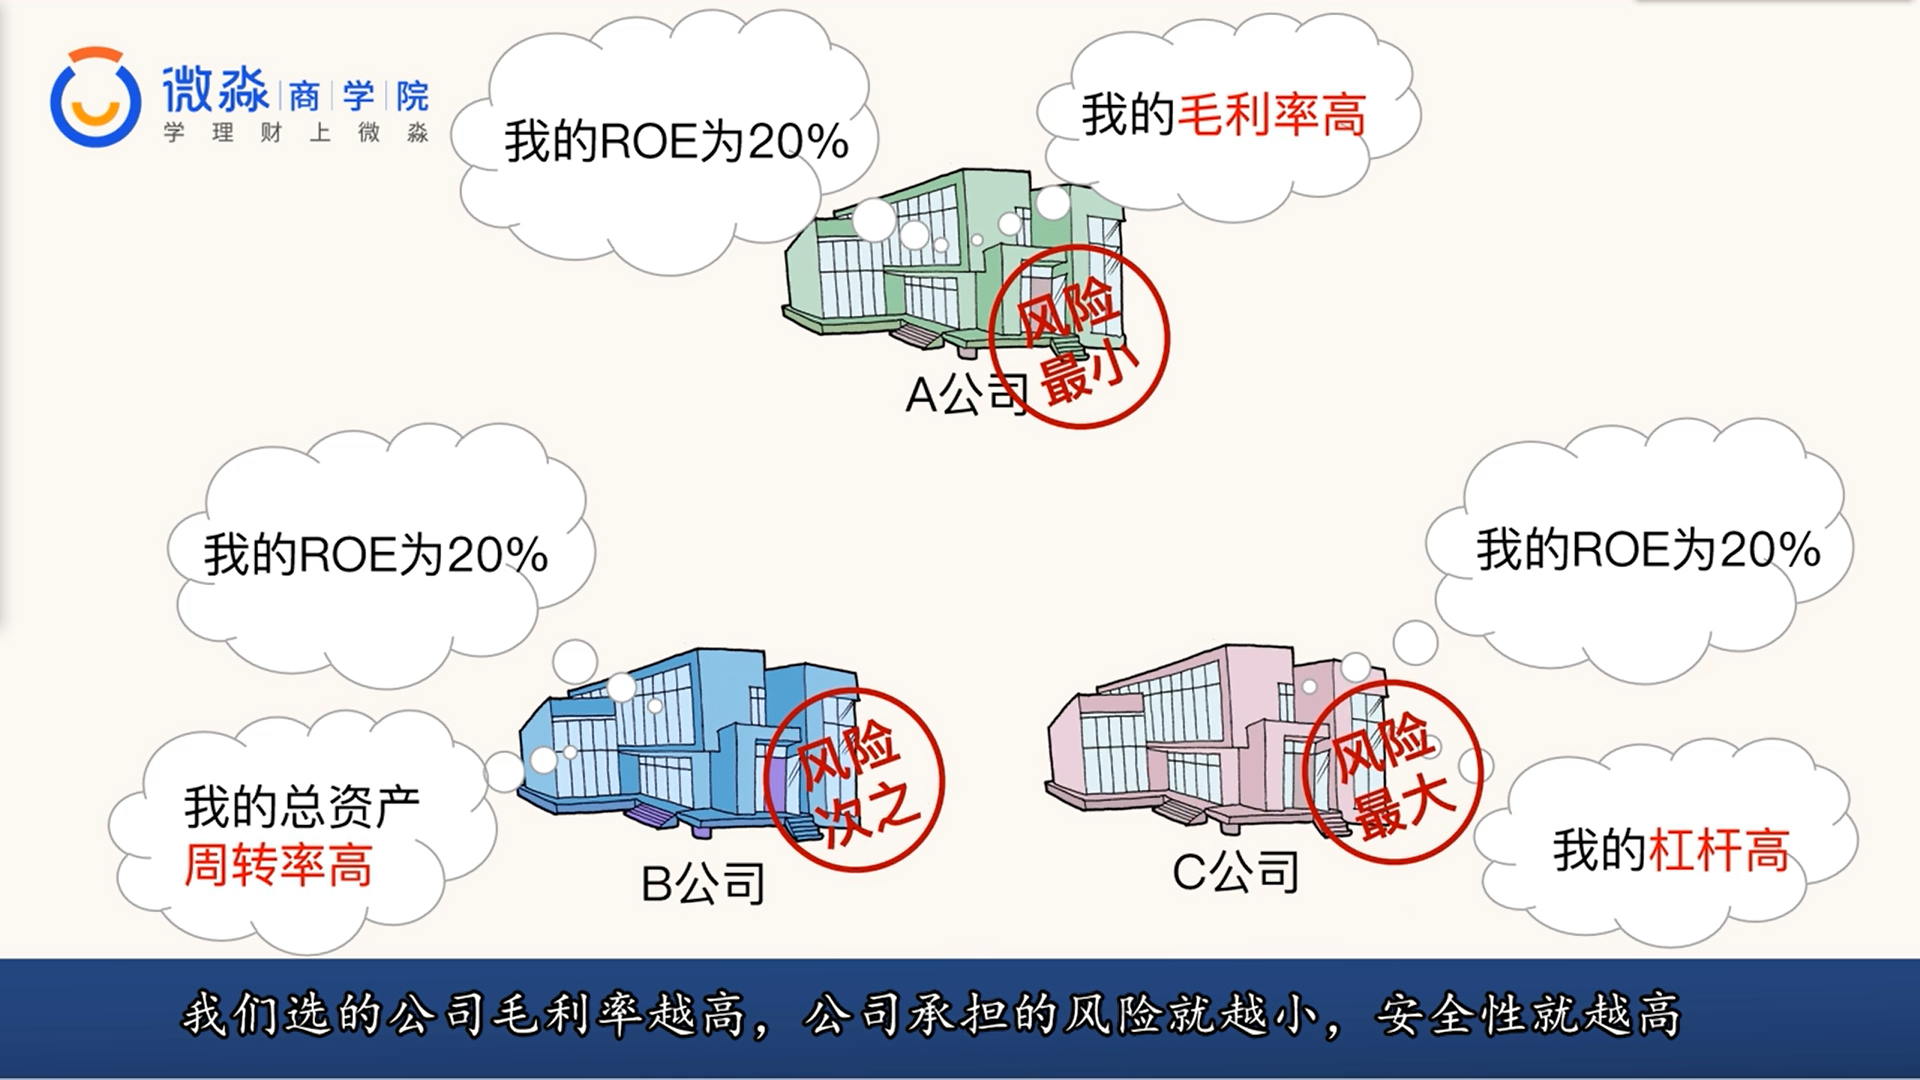 微淼商学院
学理财上微淼
我的ROE为20%
我的毛利率高
风险
最小
A公司
我的ROE为20%
我的总资产
周转率高
风险
次之
B公司
我的ROE为20%
我的杠杆高
风险
最大
C公司
我们选的公司毛利率越高，公司承担的风险就越小，安全性就越高